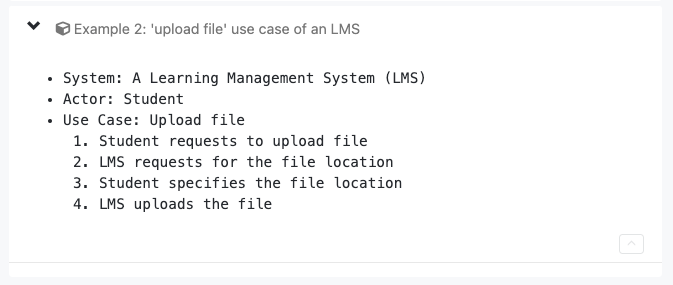 Example 2: 'upload file' use case of an LMS
• System: A Learning Management System (LMS)
• Actor: Student
• Use Case: Upload file
1. Student requests to upload file
2. LMS requests for the file location
3. Student specifies the file location
4. LMS uploads the file